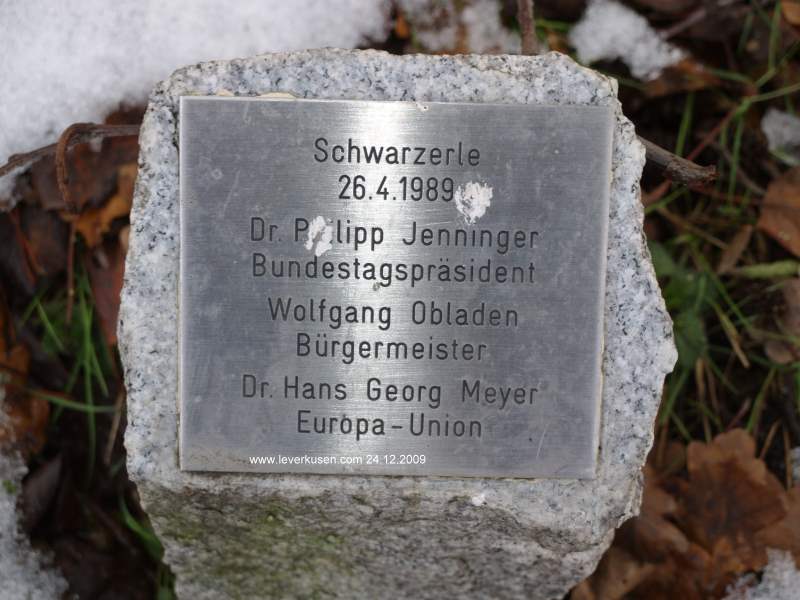 Schwarzerle
26.4.1989
Dr. Philipp Jenninger
Bundestagspräsident
Wolfgang Obladen
Bürgermeister
Dr. Hans Georg Meyer
Europa-Union
www.leverkusen.com 24.12.2009